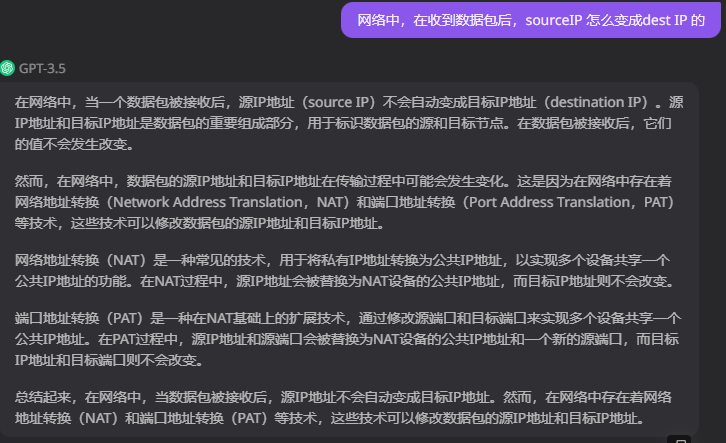 网络中，在收到数据包后，sourceIP 怎么变成dest IP 的
GPT-3.5
在网络中，当一个数据包被接收后，源IP地址（source IP）不会自动变成目标IP地址（destination IP）。源
IP地址和目标IP地址是数据包的重要组成部分，用于标识数据包的源和目标节点。在数据包被接收后，它们
的值不会发生改变。
然而，在网络中，数据包的源IP地址和目标IP地址在传输过程中可能会发生变化。这是因为在网络中存在着
网络地址转换（Network Address Translation，NAT）和端口地址转换（Port Address Translation，PAT）
等技术，这些技术可以修改数据包的源IP地址和目标IP地址。
网络地址转换（NAT）是一种常见的技术，用于将私有IP地址转换为公共IP地址，以实现多个设备共享一个
公共IP地址的功能。在NAT过程中，源IP地址会被替换为NAT设备的公共IP地址，而目标IP地址则不会改变。
端口地址转换（PAT）是一种在NAT基础上的扩展技术，通过修改源端口和目标端口来实现多个设备共享一个
公共IP地址。在PAT过程中，源IP地址和源端口会被替换为NAT设备的公共IP地址和一个新的源端口，而目标
IP地址和目标端口则不会改变。
总结起来，在网络中，当数据包被接收后，源IP地址不会自动变成目标IP地址。然而，在网络中存在着网络
地址转换（NAT）和端口地址转换（PAT）等技术，这些技术可以修改数据包的源IP地址和目标IP地址。